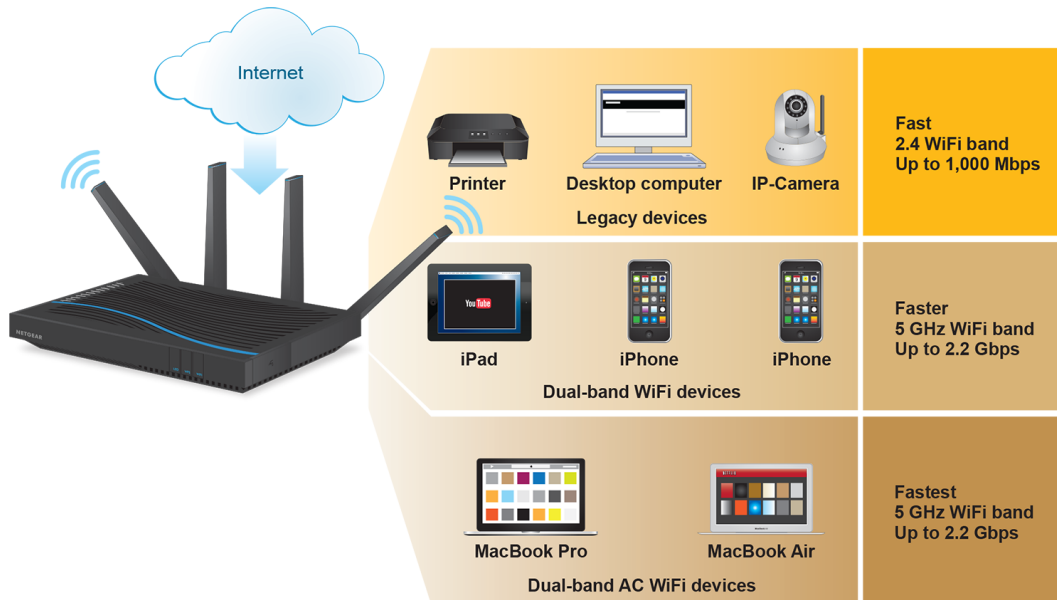 Internet
NETGEAR
Printer
Desktop computer
IP-Camera
Legacy devices
Fast
2.4 WiFi band
Up to 1,000 Mbps
YouTube
iPad
iPhone
iPhone
Dual-band WiFi devices
Faster
5 GHz WiFi band
Up to 2.2 Gbps
MacBook Pro
MacBook Air
Dual-band AC WiFi devices
Fastest
5 GHz WiFi band
Up to 2.2 Gbps